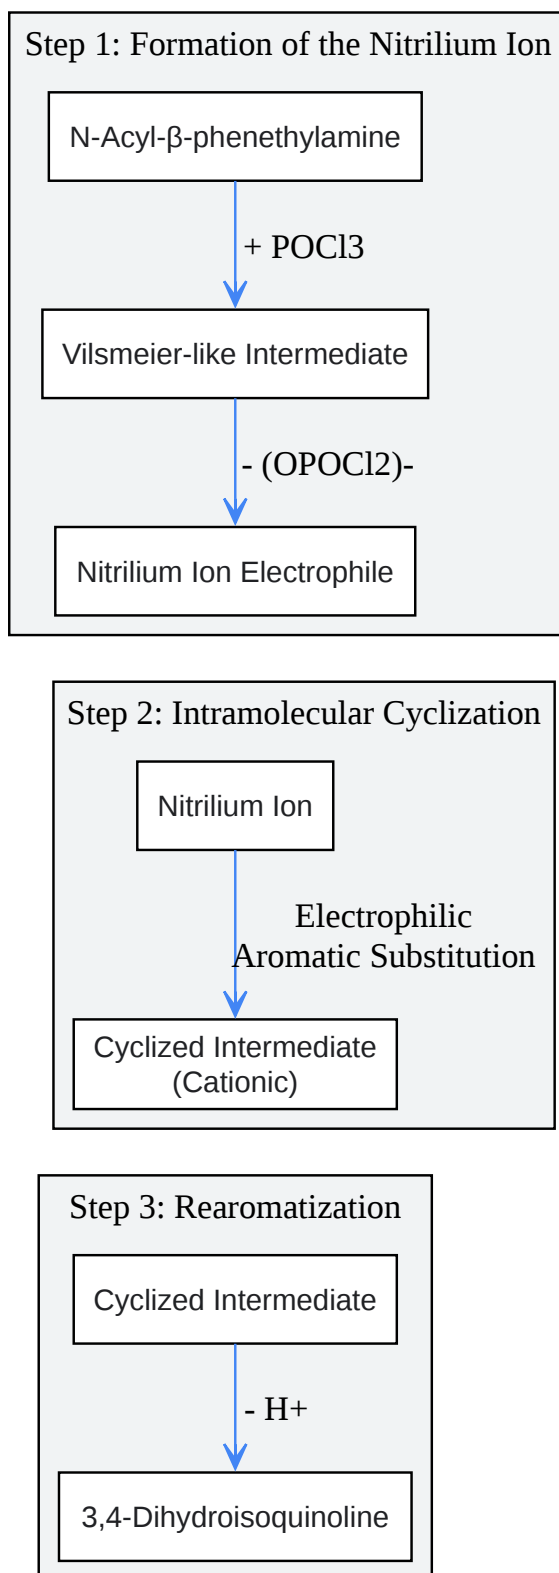 Step 1: Formation of the Nitrilium Ion
N-Acyl-β-phenethylamine
+ POCl3
Vilsmeier-like Intermediate
- (OPOCl2)-
Nitrilium Ion Electrophile
Step 2: Intramolecular Cyclization
Nitrilium Ion
Electrophilic
Aromatic Substitution
Cyclized Intermediate
(Cationic)
Step 3: Rearomatization
Cyclized Intermediate
- H+
3,4-Dihydroisoquinoline